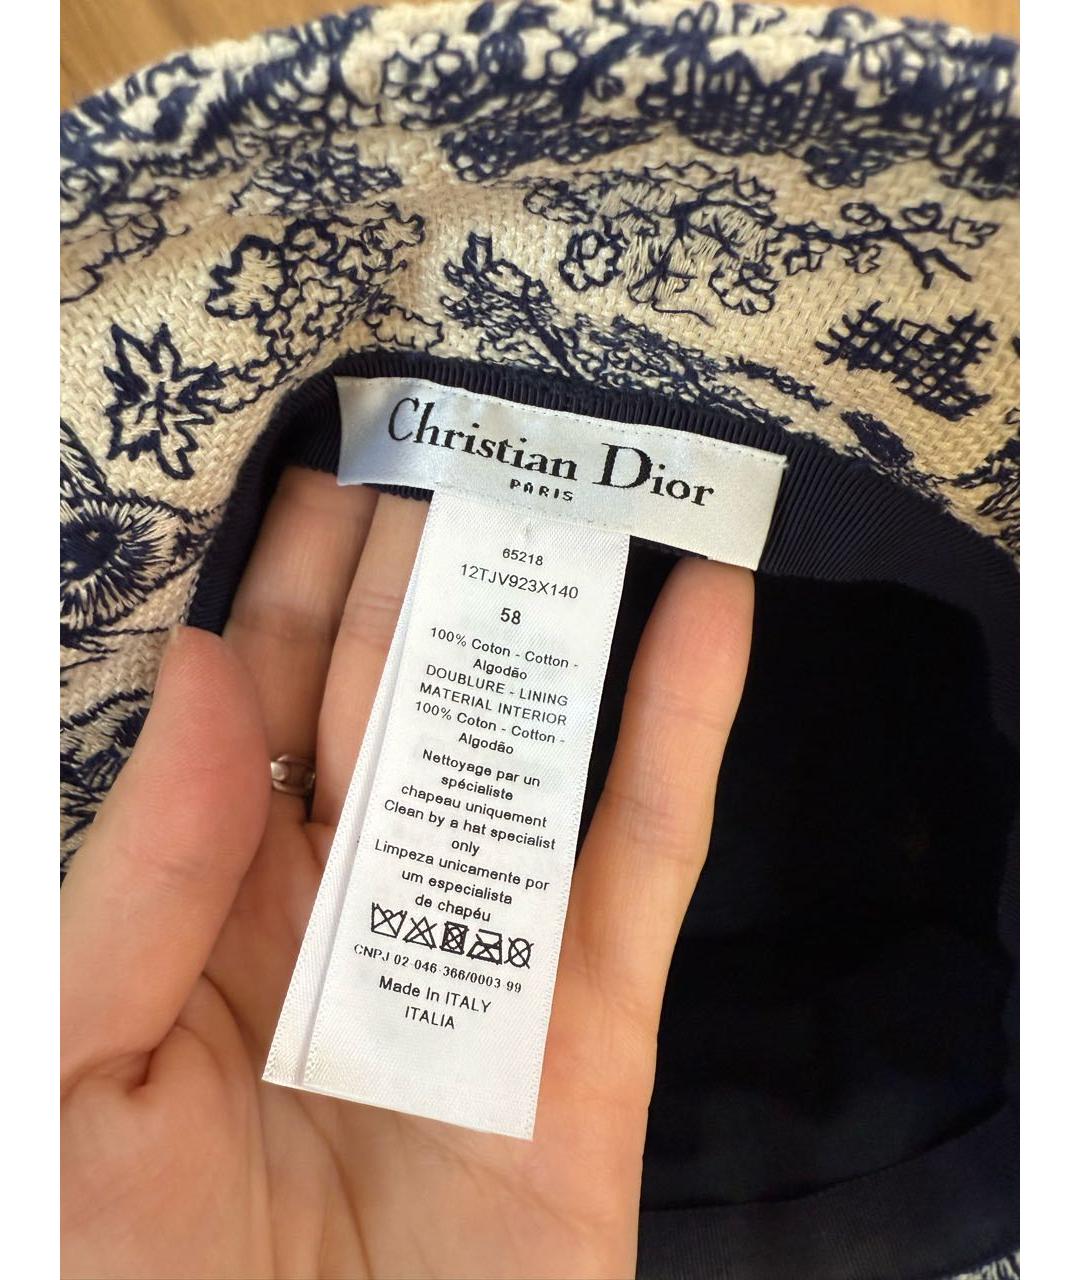 Christian Dior
PARIS
65218
12TJV923X140
58
100% Coton - Cotton -
Algodão
DOUBLURE - LINING
MATERIAL INTERIOR
100% Coton - Cotton -
Algodão
Nettoyage par un
spécialiste
chapeau uniquement
Clean by a hat specialist
only
Limpeza unicamente por
um especialista
de chapéu
CNPJ 02-046-366/0003-99
Made In ITALY
ITALIA